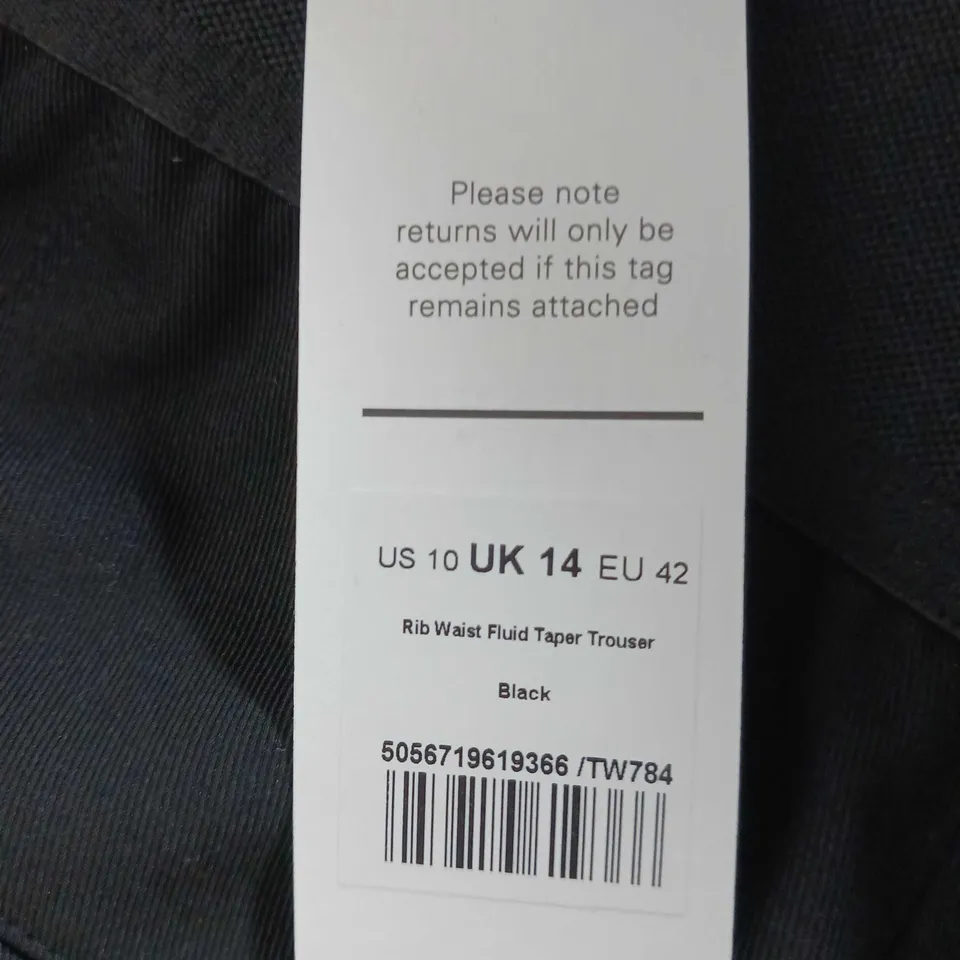 Please note
returns will only be
accepted if this tag
remains attached
US 10 UK 14 EU 42
Rib Waist Fluid Taper Trouser
Black
5056719619366 /TW784